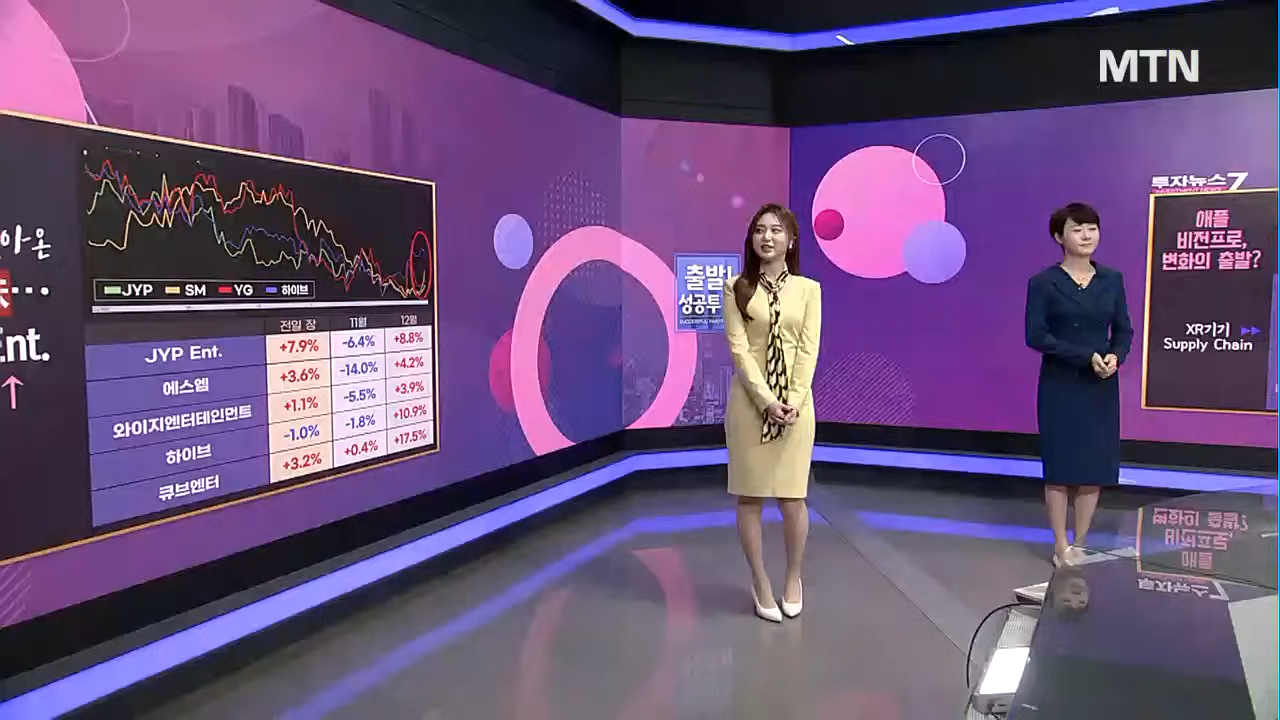 MTN
아온
Ent.
JYP SM YG 하이브
전일 장 11월 12월
JYP Ent. +7.9% -6.4% +8.8%
에스엠 +3.6% -14.0% +4.2%
와이지엔터테인먼트 +1.1% -5.5% +3.9%
하이브 -1.0% -1.8% +10.9%
큐브엔터 +3.2% +0.4% +17.5%
출발!
성공투
투자뉴스7
INVESTMENT NEWS
애플
비전프로,
변화의 출발?
XR기기
Supply Chain